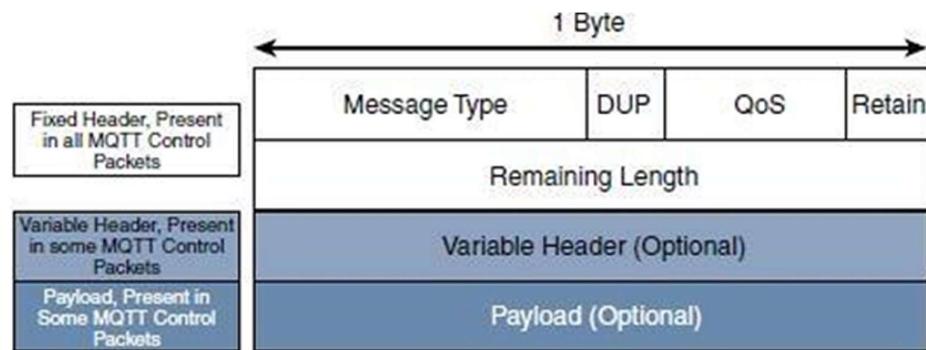 1 Byte
Message Type DUP QoS Retain
Fixed Header, Present
in all MQTT Control
Packets
Remaining Length
Variable Header, Present
in some MQTT Control
Packets
Variable Header (Optional)
Payload, Present in
Some MQTT Control
Packets
Payload (Optional)